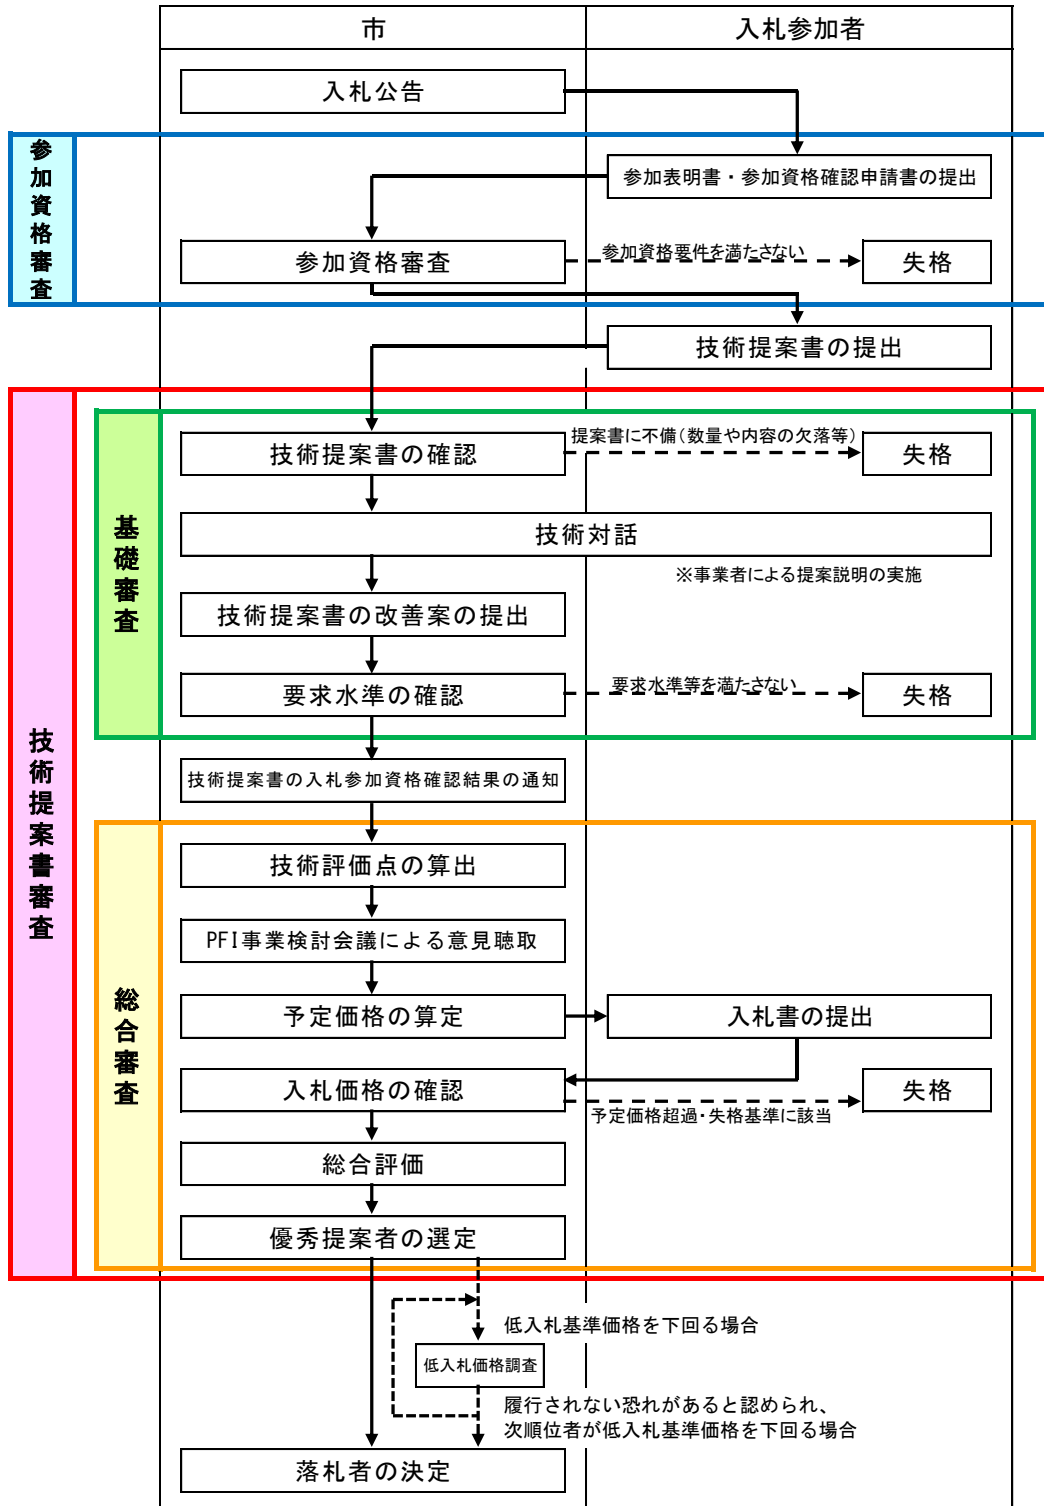 市
入札参加者
入札公告
参加資格審査
参加表明書・参加資格確認申請書の提出
参加資格審査
参加資格要件を満たさない
失格
技術提案書の提出
技術提案書審査
基礎審査
技術提案書の確認
提案書に不備(数量や内容の欠落等)
失格
技術対話
※事業者による提案説明の実施
技術提案書の改善案の提出
要求水準の確認
要求水準等を満たさない
失格
技術提案書の入札参加資格確認結果の通知
総合審査
技術評価点の算出
PFI事業検討会議による意見聴取
予定価格の算定
入札書の提出
入札価格の確認
失格
予定価格超過・失格基準に該当
総合評価
優秀提案者の選定
低入札基準価格を下回る場合
低入札価格調査
履行されない恐れがあると認められ、
次順位者が低入札基準価格を下回る場合
落札者の決定